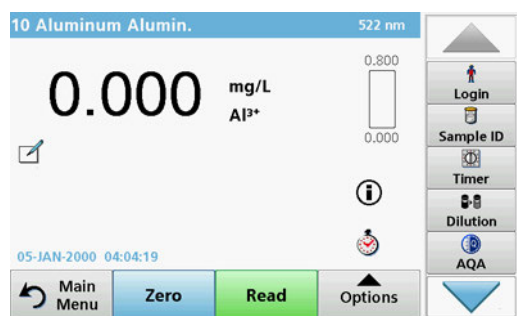 10 Aluminum Alumin. 522 nm
0.000 mg/L
Al³⁺
0.800
0.000
05-JAN-2000 04:04:19
Main Menu
Zero
Read
Options
Login
Sample ID
Timer
Dilution
AQA